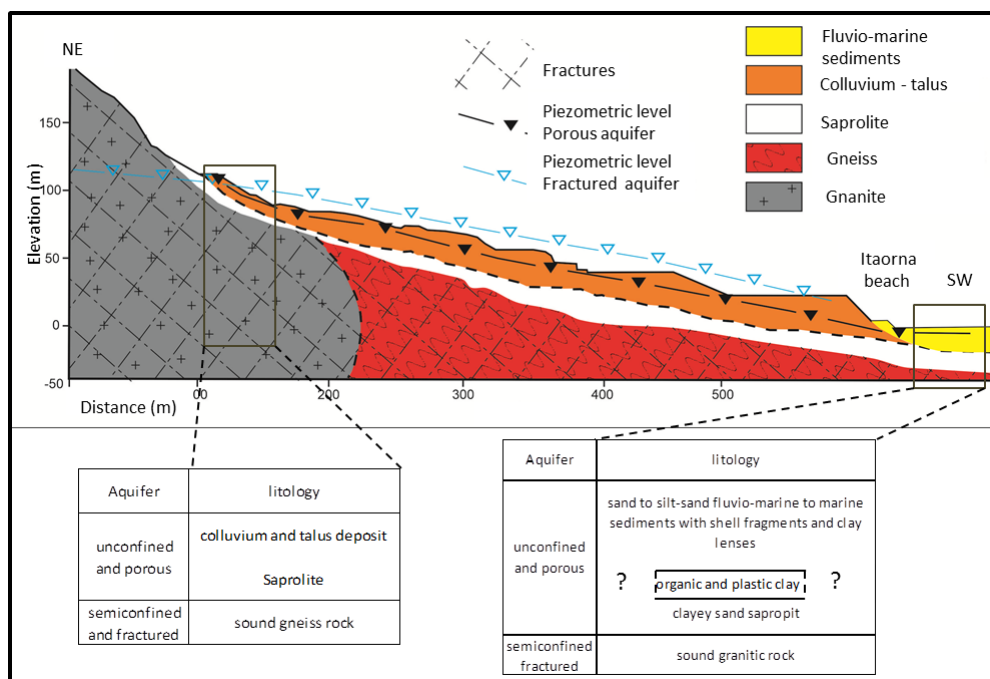 NE
Fractures
Piezometric level
Porous aquifer
Piezometric level
Fractured aquifer
Fluvio-marine
sediments
Colluvium - talus
Saprolite
Gneiss
Gnanite
Elevation (m)
150
100
50
0
-50
Itaorna
beach
SW
Distance (m)
00
200
300
400
500
Aquifer
litology
unconfined
and porous
colluvium and talus deposit
Saprolite
semiconfined
and fractured
sound gneiss rock
Aquifer
litology
unconfined
and porous
sand to silt-sand fluvio-marine to marine
sediments with shell fragments and clay
lenses
? organic and plastic clay ?
clayey sand sapropit
semiconfined
fractured
sound granitic rock